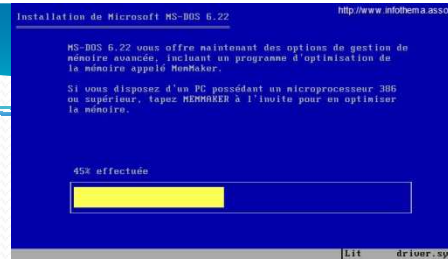 Installation de Microsoft MS-DOS 6.22
http://www.infothema.asso
MS-DOS 6.22 vous offre maintenant des options de gestion de
mémoire avancée, incluant un programme d'optimisation de
la mémoire appelé MemMaker.
Si vous disposez d'un PC possédant un microprocesseur 386
ou supérieur, tapez MEMMAKER à l'invite pour en optimiser
la mémoire.
45% effectuée
Lit driver.sy